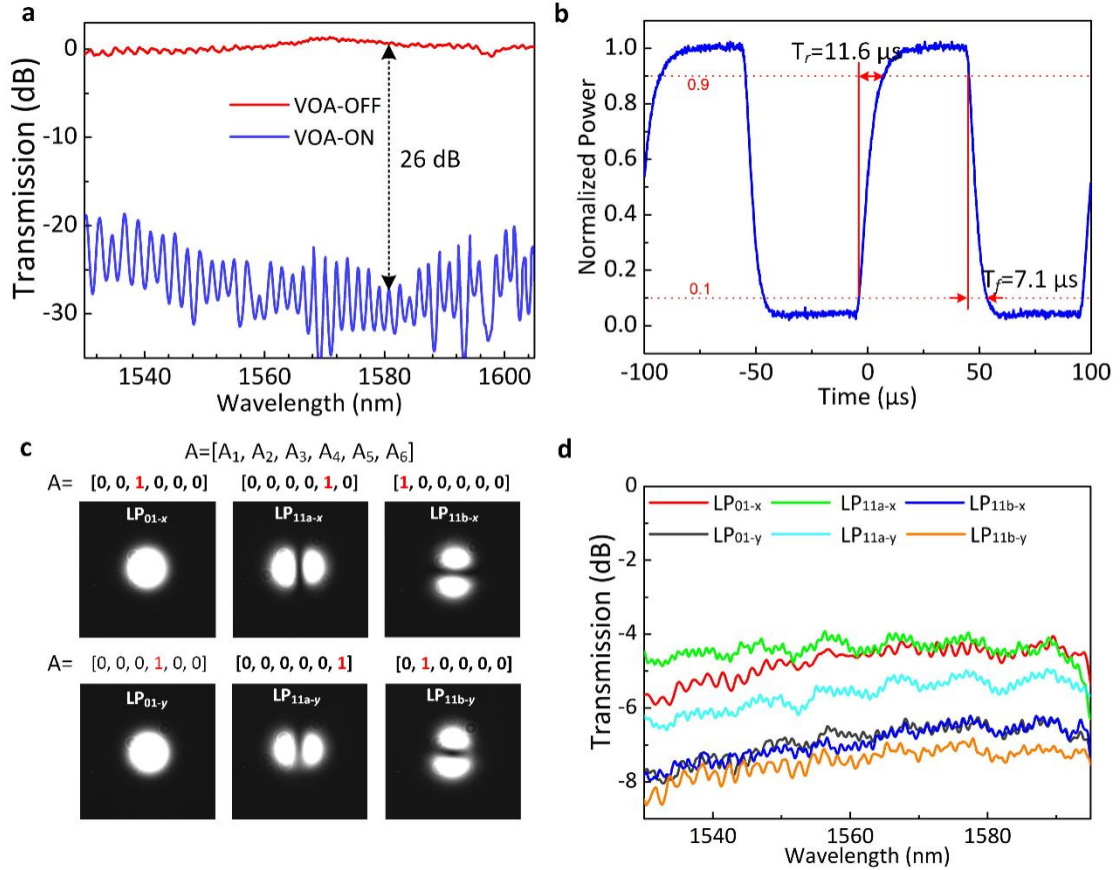 a
Transmission (dB)
0
-10
-20
-30
VOA-OFF
VOA-ON
26 dB
1540
1560
1580
1600
Wavelength (nm)
b
Normalized Power
1.0
0.8
0.6
0.4
0.2
0.0
0.9
0.1
Tr=11.6 µs
Tf=7.1 µs
-100
-50
0
50
100
Time (µs)
c
A=[A1, A2, A3, A4, A5, A6]
A= [0, 0, 1, 0, 0, 0] [0, 0, 0, 0, 1, 0] [1, 0, 0, 0, 0, 0]
LP01-x LP11a-x LP11b-x
A= [0, 0, 0, 1, 0, 0] [0, 0, 0, 0, 0, 1] [0, 1, 0, 0, 0, 0]
LP01-y LP11a-y LP11b-y
d
Transmission (dB)
0
-2
-4
-6
-8
LP01-x LP11a-x LP11b-x
LP01-y LP11a-y LP11b-y
1540
1560
1580
Wavelength (nm)